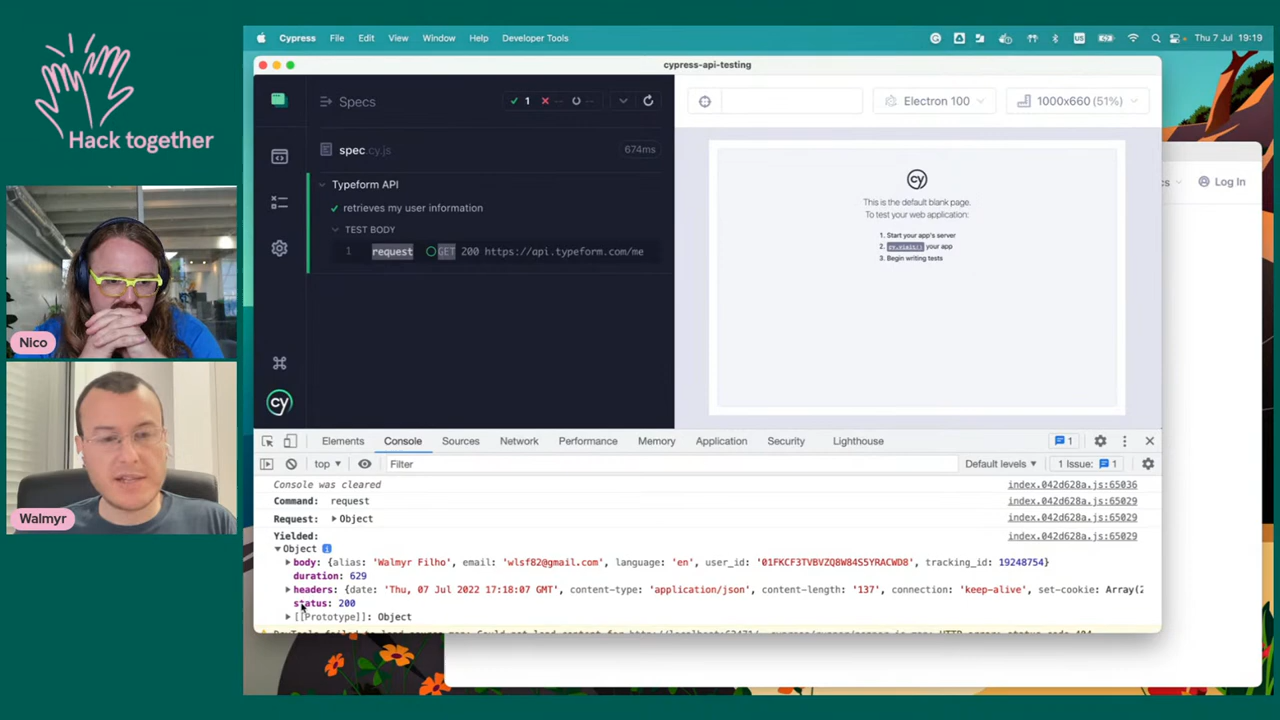 Hack together
Nico
Walmyr
Cypress File Edit View Window Help Developer Tools
US
Thu 7 Jul 19:19
cypress-api-testing
Specs
1 -- --
Electron 100
1000x660 (51%)
spec.cy.js
674ms
Typeform API
retrieves my user information
TEST BODY
1 request GET 200 https://api.typeform.com/me
cy
cy
This is the default blank page.
To test your web application:
1. Start your app's server
2. cy.visit() your app
3. Begin writing tests
cs
Log In
Elements Console Sources Network Performance Memory Application Security Lighthouse
1
top
Filter
Default levels
1 Issue: 1
Console was cleared
index.042d628a.js:65036
Command: request
index.042d628a.js:65029
Request: Object
index.042d628a.js:65029
Yielded:
index.042d628a.js:65029
Object i
body: {alias: 'Walmyr Filho', email: 'wlsf82@gmail.com', language: 'en', user_id: '01FKCF3TVBVZQ8W84S5YRACWD8', tracking_id: 19248754}
duration: 629
headers: {date: 'Thu, 07 Jul 2022 17:18:07 GMT', content-type: 'application/json', content-length: '137', connection: 'keep-alive', set-cookie: Array(2
status: 200
[[Prototype]]: Object